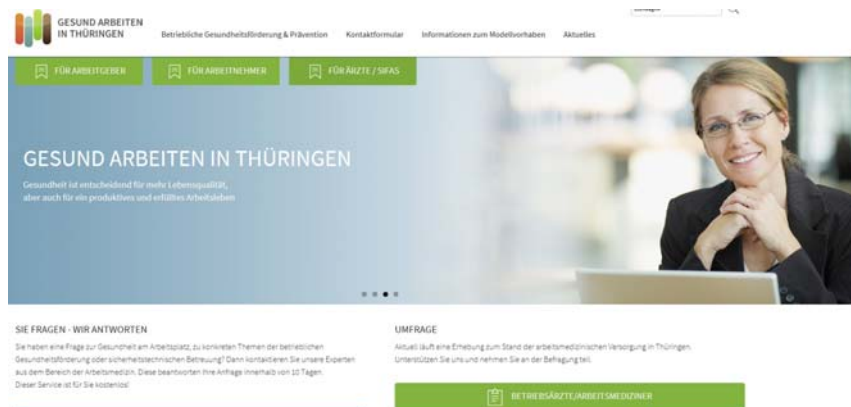 GESUND ARBEITEN
IN THÜRINGEN
Betriebliche Gesundheitsförderung & Prävention
Kontaktformular
Informationen zum Modellvorhaben
Aktuelles
FÜR ARBEITGEBER
FÜR ARBEITNEHMER
FÜR ÄRZTE / SIFAS
GESUND ARBEITEN IN THÜRINGEN
Gesundheit ist entscheidend für mehr Lebensqualität,
aber auch für ein produktives und erfülltes Arbeitsleben
SIE FRAGEN - WIR ANTWORTEN
Sie haben eine Frage zur Gesundheit am Arbeitsplatz, zu konkreten Themen der betrieblichen
Gesundheitsförderung oder sicherheitstechnischen Betreuung? Dann kontaktieren Sie unsere Experten
aus dem Bereich der Arbeitsmedizin. Diese beantworten Ihre Anfrage innerhalb von 10 Tagen.
Dieser Service ist für Sie kostenlos!
UMFRAGE
Aktuell läuft eine Erhebung zum Stand der arbeitsmedizinischen Versorgung in Thüringen.
Unterstützen Sie uns und nehmen Sie an der Befragung teil.
BETRIEBSÄRZTE/ARBEITSMEDIZINER